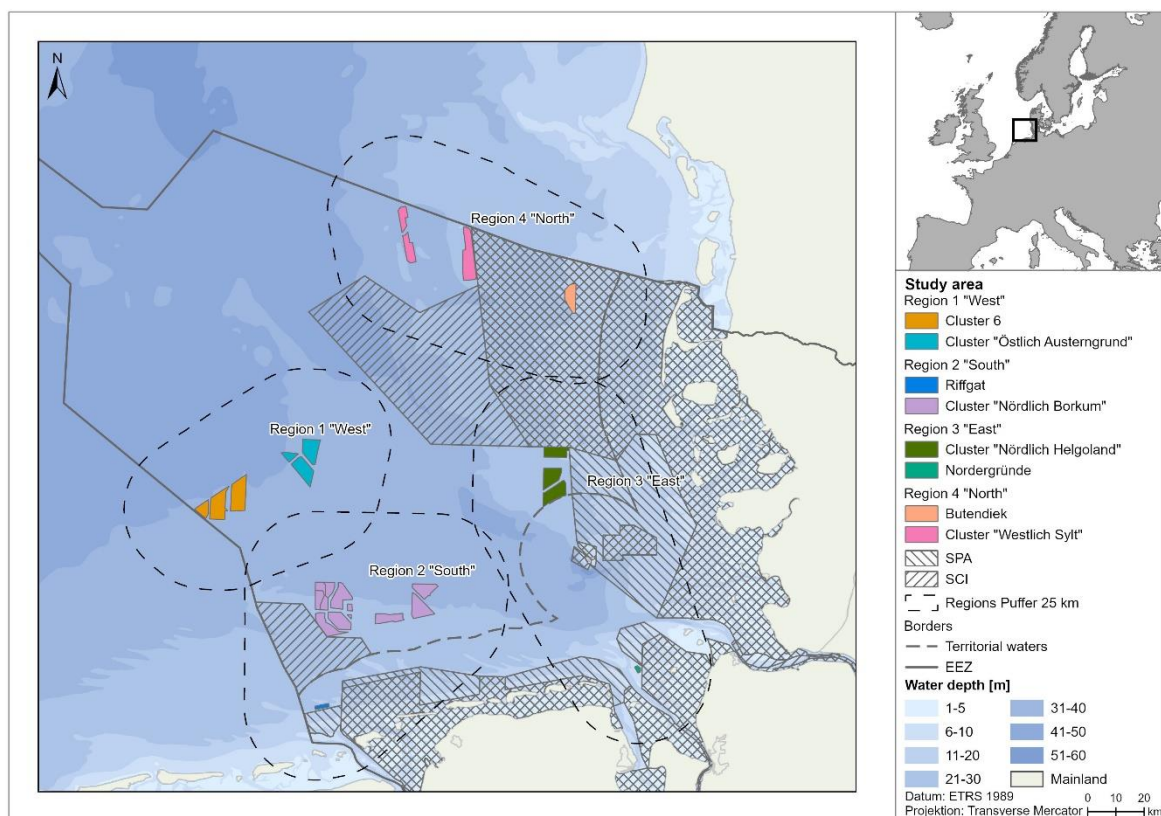 N
Region 4 "North"
Region 1 "West"
Region 3 "East"
Region 2 "South"
Study area
Region 1 "West"
Cluster 6
Cluster "Östlich Austerngrund"
Region 2 "South"
Riffgat
Cluster "Nördlich Borkum"
Region 3 "East"
Cluster "Nördlich Helgoland"
Nordergründe
Region 4 "North"
Butendiek
Cluster "Westlich Sylt"
SPA
SCI
Regions Puffer 25 km
Borders
Territorial waters
EEZ
Water depth [m]
1-5 31-40
6-10 41-50
11-20 51-60
21-30 Mainland
Datum: ETRS 1989 0 10 20
Projektion: Transverse Mercator km